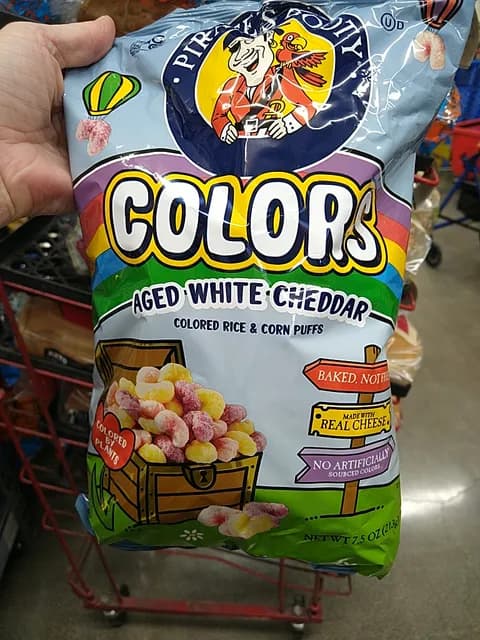 PIRATE'S BOOTY
U D
COLORS
AGED WHITE CHEDDAR
COLORED RICE & CORN PUFFS
BAKED, NOT
MADE WITH
REAL CHEESE
NO ARTIFICIALLY
SOURCED COLORS
COLORED
BY
PLANTS
NET WT 7.5 OZ